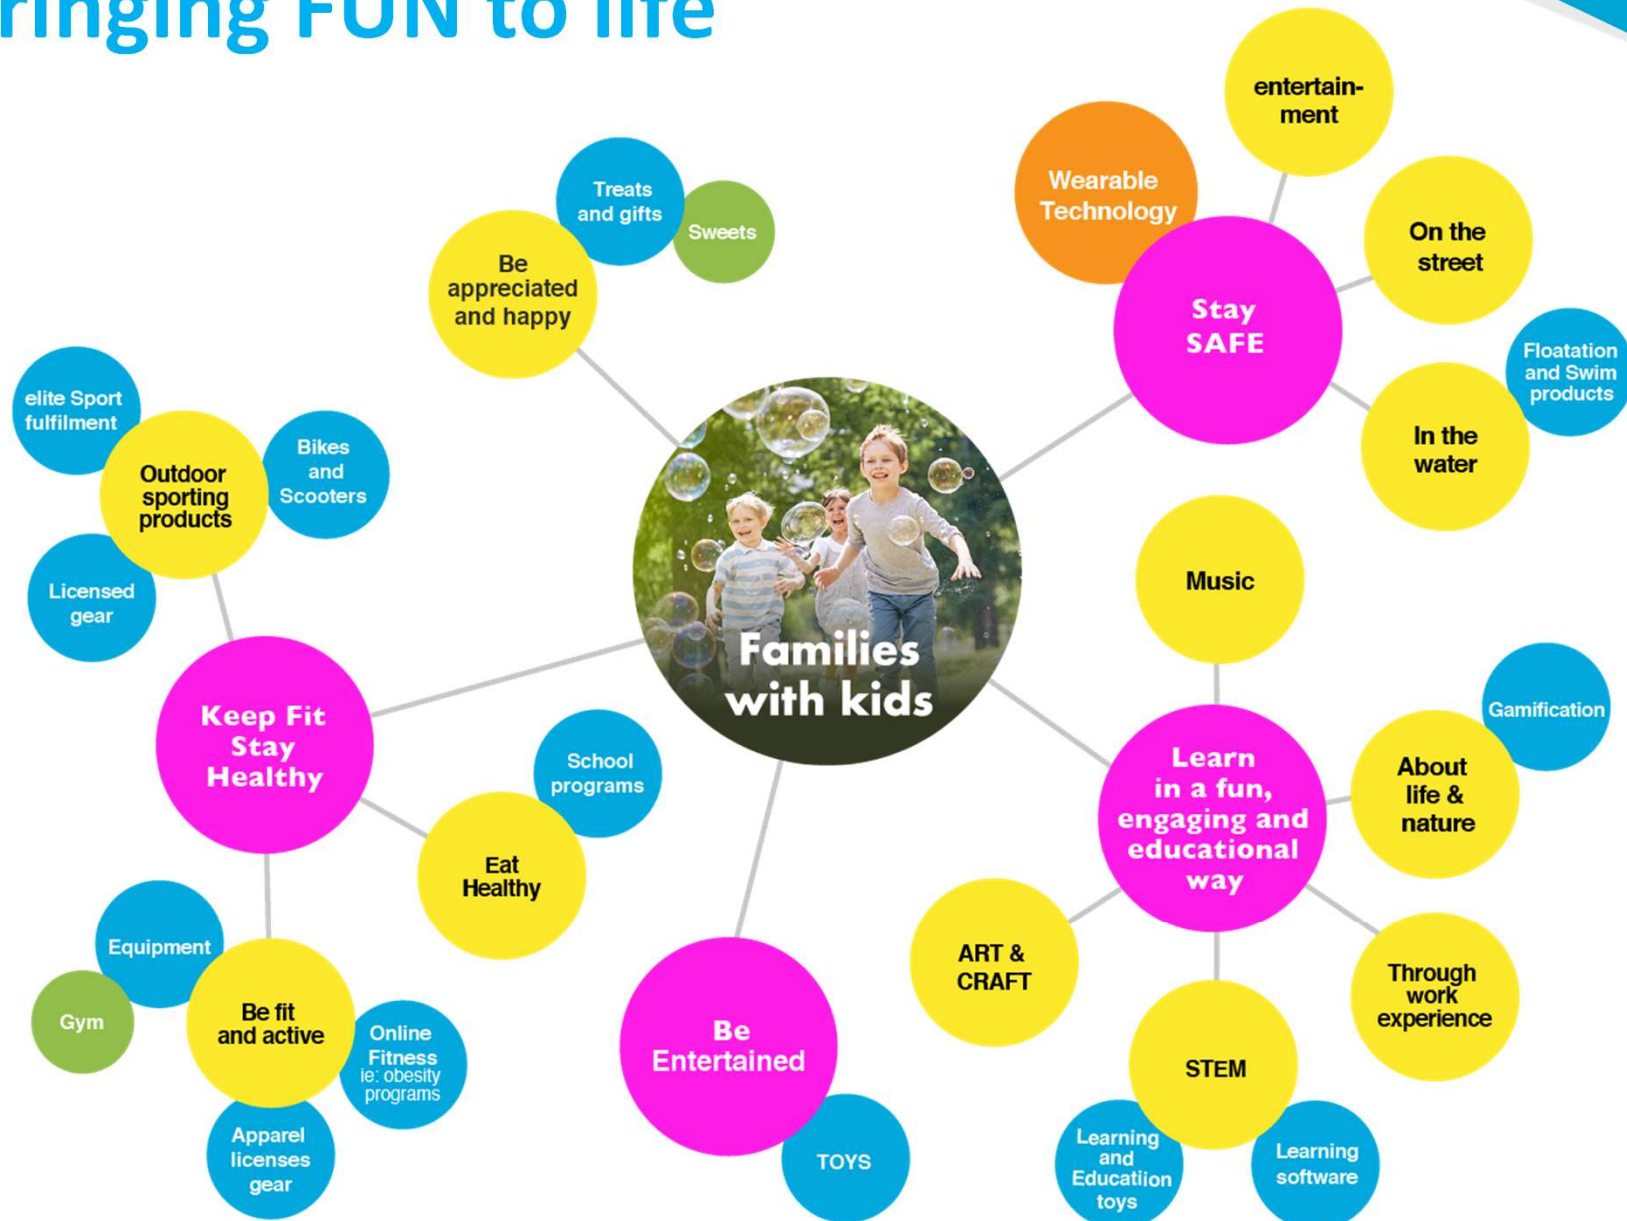 ringing FUN to life
entertain-
ment
Wearable
Technology
On the
street
Stay
SAFE
Floatation
and Swim
products
In the
water
Treats
and gifts
Sweets
Be
appreciated
and happy
elite Sport
fulfilment
Bikes
and
Scooters
Outdoor
sporting
products
Licensed
gear
Families
with kids
Keep Fit
Stay
Healthy
School
programs
Eat
Healthy
Equipment
Gym
Be fit
and active
Online
Fitness
ie: obesity
programs
Apparel
licenses
gear
Be
Entertained
TOYS
Music
Gamification
About
life &
nature
Learn
in a fun,
engaging and
educational
way
ART &
CRAFT
Through
work
experience
STEM
Learning
and
Educatiion
toys
Learning
software